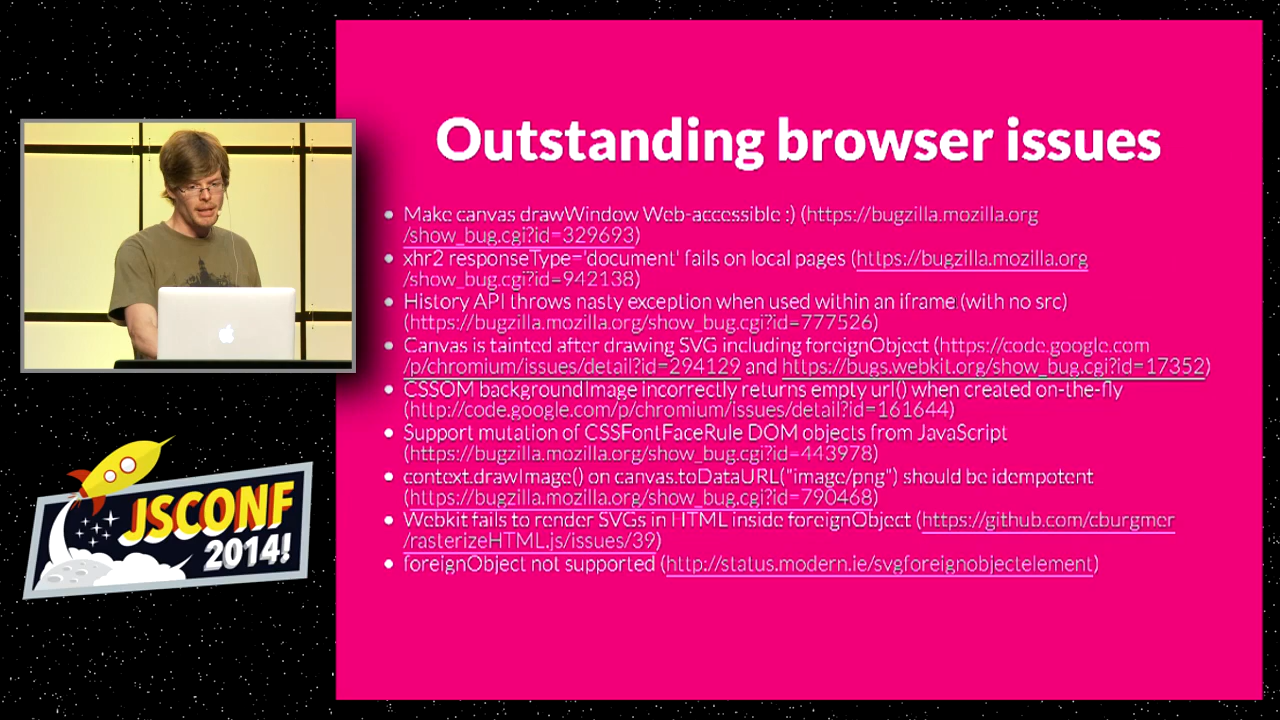 Outstanding browser issues
Make canvas drawWindow Web-accessible :) (https://bugzilla.mozilla.org
/show_bug.cgi?id=329693)
xhr2 responseType='document' fails on local pages (https://bugzilla.mozilla.org
/show_bug.cgi?id=942138)
History API throws nasty exception when used within an iframe (with no src)
(https://bugzilla.mozilla.org/show_bug.cgi?id=777526)
Canvas is tainted after drawing SVG including foreignObject (https://code.google.com
/p/chromium/issues/detail?id=294129 and https://bugs.webkit.org/show_bug.cgi?id=17352)
CSSOM backgroundImage incorrectly returns empty url() when created on-the-fly
(http://code.google.com/p/chromium/issues/detail?id=161644)
Support mutation of CSSFontFaceRule DOM objects from JavaScript
(https://bugzilla.mozilla.org/show_bug.cgi?id=443978)
context.drawImage() on canvas.toDataURL("image/png") should be idempotent
(https://bugzilla.mozilla.org/show_bug.cgi?id=790468)
Webkit fails to render SVGs in HTML inside foreignObject (https://github.com/cburgmer
/rasterizeHTML.js/issues/39)
foreignObject not supported (http://status.modern.ie/svgforeignobjectelement)
JSCONF
2014!